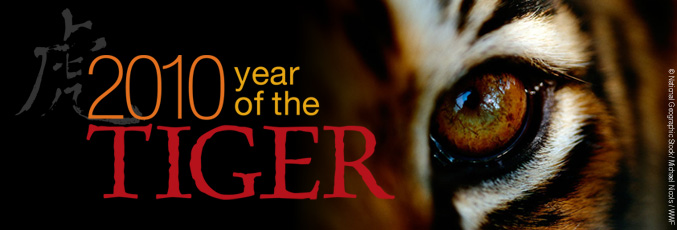 虎
2010 year
of the
TIGER
© National Geographic Stock / Michael Nichols / WWF